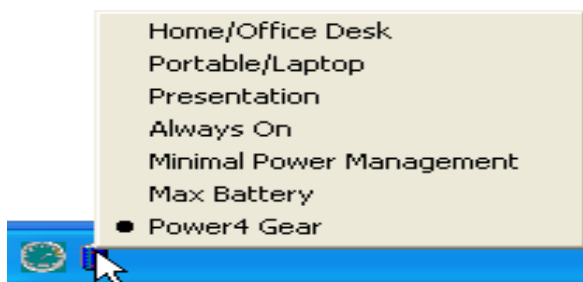 Home/Office Desk
Portable/Laptop
Presentation
Always On
Minimal Power Management
Max Battery
Power4 Gear